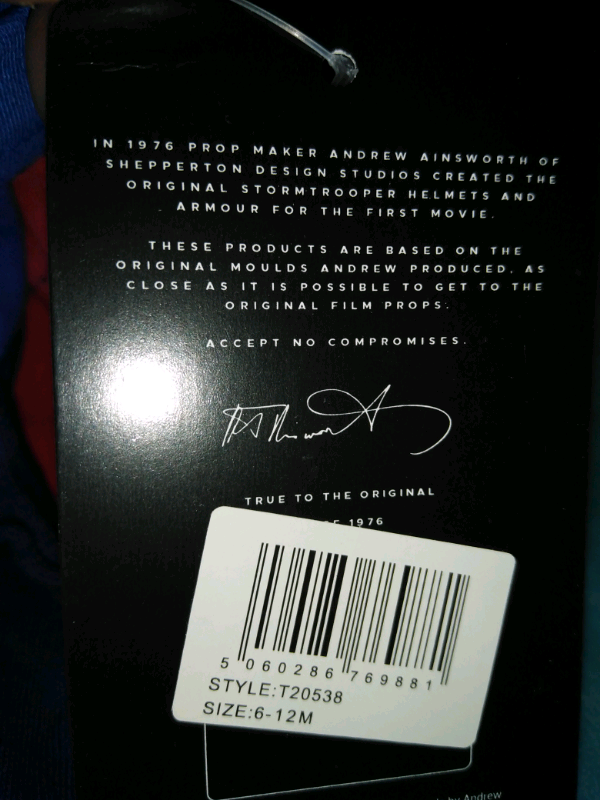 IN 1976 PROP MAKER ANDREW AINSWORTH OF
SHEPPERTON DESIGN STUDIOS CREATED THE
ORIGINAL STORMTROOPER HELMETS AND
ARMOUR FOR THE FIRST MOVIE.
THESE PRODUCTS ARE BASED ON THE
ORIGINAL MOULDS ANDREW PRODUCED. AS
CLOSE AS IT IS POSSIBLE TO GET TO THE
ORIGINAL FILM PROPS.
ACCEPT NO COMPROMISES.
TRUE TO THE ORIGINAL
1976
5 060286 769881
STYLE:T20538
SIZE:6-12M
by Andrew